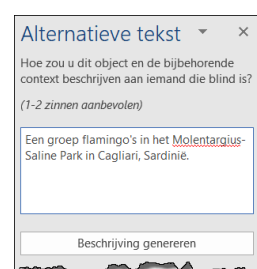 Alternatieve tekst
Hoe zou u dit object en de bijbehorende
context beschrijven aan iemand die blind is?
(1-2 zinnen aanbevolen)
Een groep flamingo's in het Molentargius-
Saline Park in Cagliari, Sardinië.
Beschrijving genereren